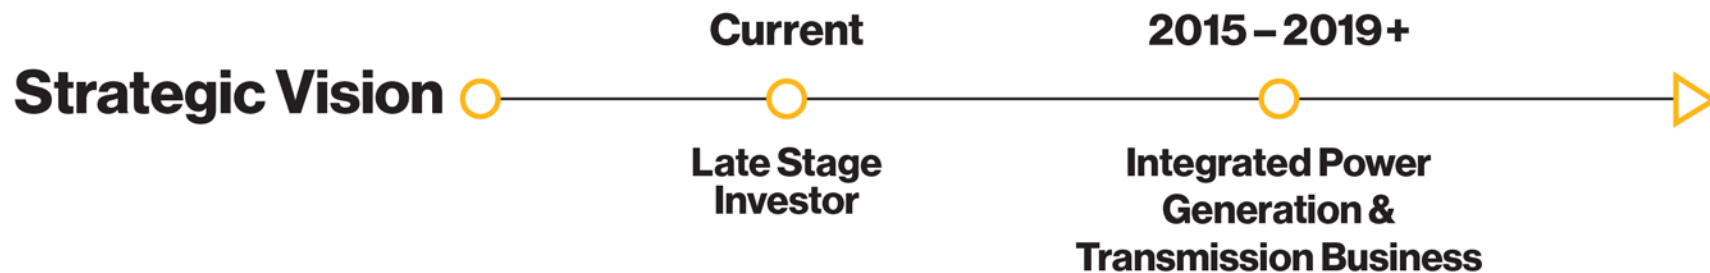 Current
2015–2019+
Strategic Vision
Late Stage
Investor
Integrated Power
Generation &
Transmission Business